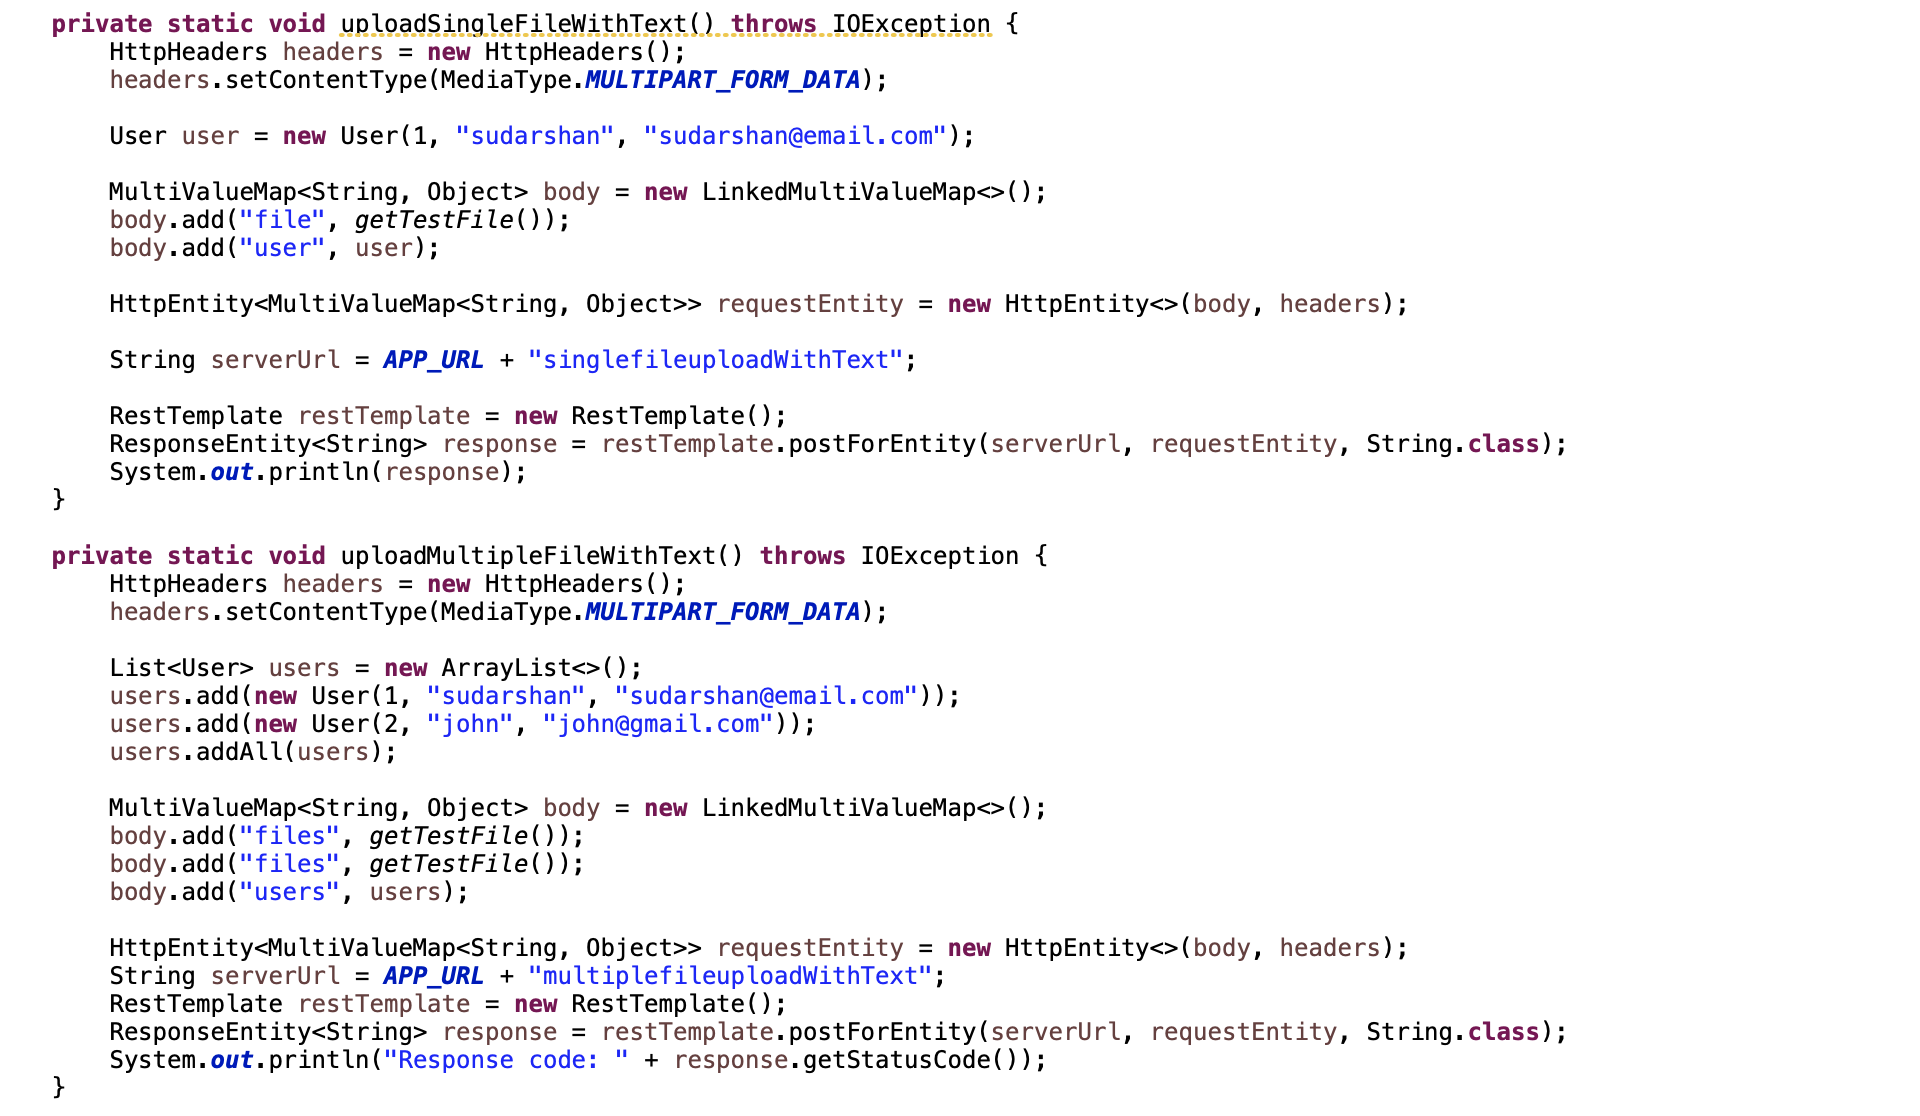 private static void uploadSingleFileWithText() throws IOException {
    HttpHeaders headers = new HttpHeaders();
    headers.setContentType(MediaType.MULTIPART_FORM_DATA);

    User user = new User(1, "sudarshan", "sudarshan@email.com");

    MultiValueMap<String, Object> body = new LinkedMultiValueMap<>();
    body.add("file", getTestFile());
    body.add("user", user);

    HttpEntity<MultiValueMap<String, Object>> requestEntity = new HttpEntity<>(body, headers);

    String serverUrl = APP_URL + "singlefileuploadWithText";

    RestTemplate restTemplate = new RestTemplate();
    ResponseEntity<String> response = restTemplate.postForEntity(serverUrl, requestEntity, String.class);
    System.out.println(response);
}

private static void uploadMultipleFileWithText() throws IOException {
    HttpHeaders headers = new HttpHeaders();
    headers.setContentType(MediaType.MULTIPART_FORM_DATA);

    List<User> users = new ArrayList<>();
    users.add(new User(1, "sudarshan", "sudarshan@email.com"));
    users.add(new User(2, "john", "john@gmail.com"));
    users.addAll(users);

    MultiValueMap<String, Object> body = new LinkedMultiValueMap<>();
    body.add("files", getTestFile());
    body.add("files", getTestFile());
    body.add("users", users);

    HttpEntity<MultiValueMap<String, Object>> requestEntity = new HttpEntity<>(body, headers);
    String serverUrl = APP_URL + "multiplefileuploadWithText";
    RestTemplate restTemplate = new RestTemplate();
    ResponseEntity<String> response = restTemplate.postForEntity(serverUrl, requestEntity, String.class);
    System.out.println("Response code: " + response.getStatusCode());
}